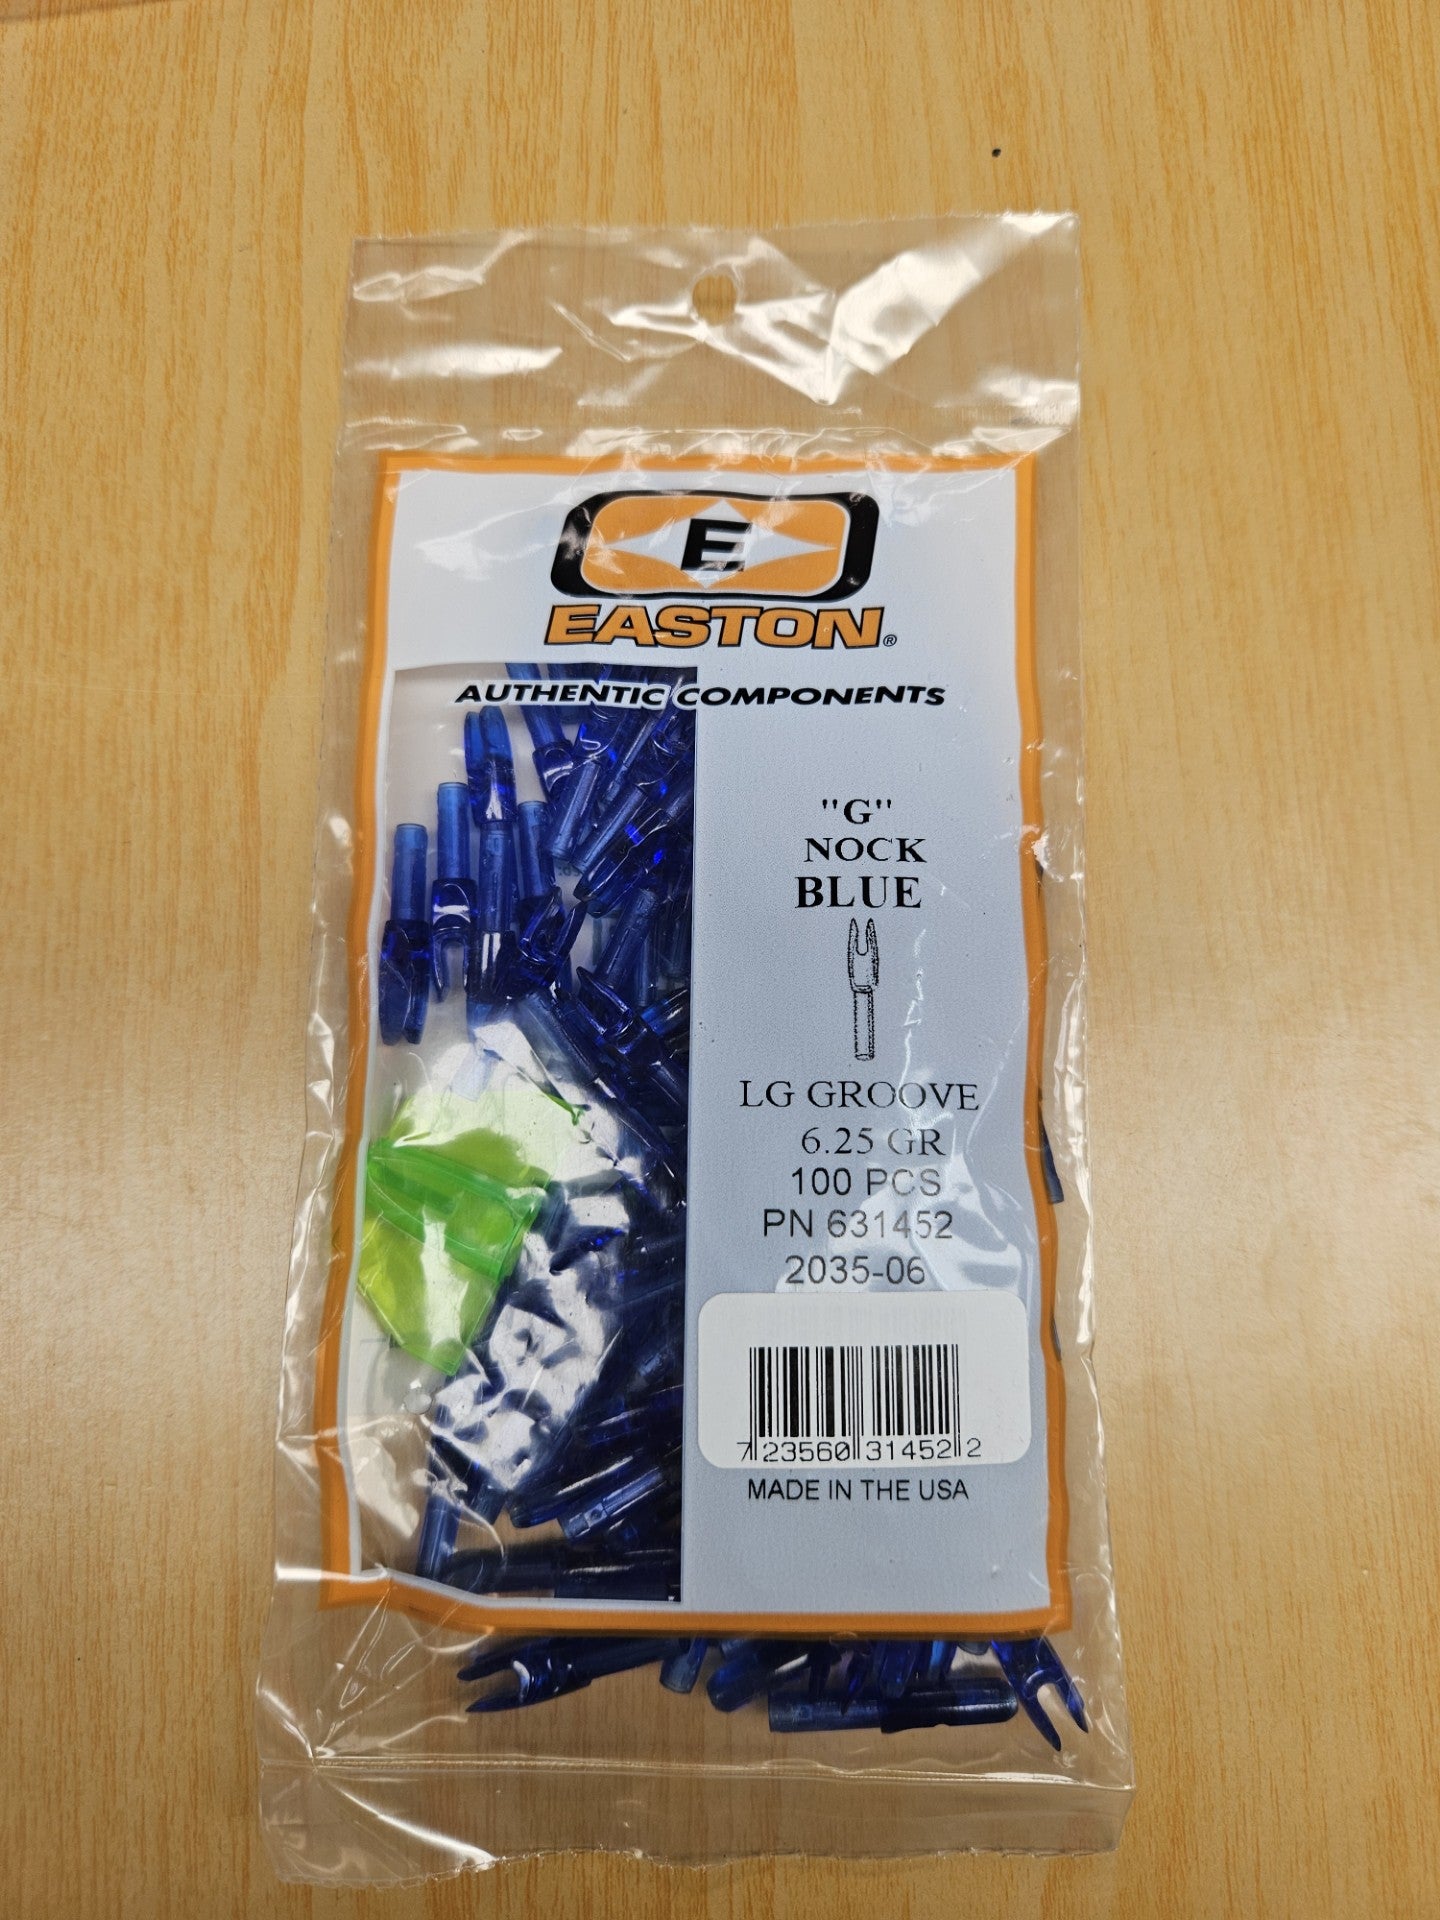 E
EASTON®
AUTHENTIC COMPONENTS
"G"
NOCK
BLUE
LG GROOVE
6.25 GR
100 PCS
PN 631452
2035-06
7 23560 31452 2
MADE IN THE USA